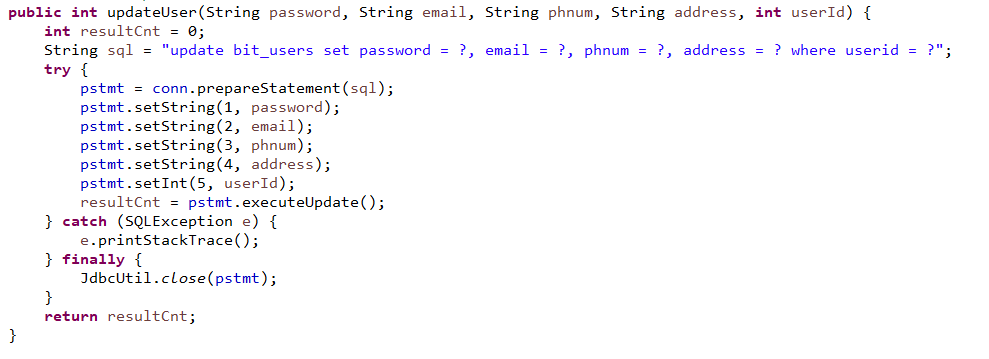 public int updateUser(String password, String email, String phnum, String address, int userId) {
    int resultCnt = 0;
    String sql = "update bit_users set password = ?, email = ?, phnum = ?, address = ? where userid = ?";
    try {
        pstmt = conn.prepareStatement(sql);
        pstmt.setString(1, password);
        pstmt.setString(2, email);
        pstmt.setString(3, phnum);
        pstmt.setString(4, address);
        pstmt.setInt(5, userId);
        resultCnt = pstmt.executeUpdate();
    } catch (SQLException e) {
        e.printStackTrace();
    } finally {
        JdbcUtil.close(pstmt);
    }
    return resultCnt;
}